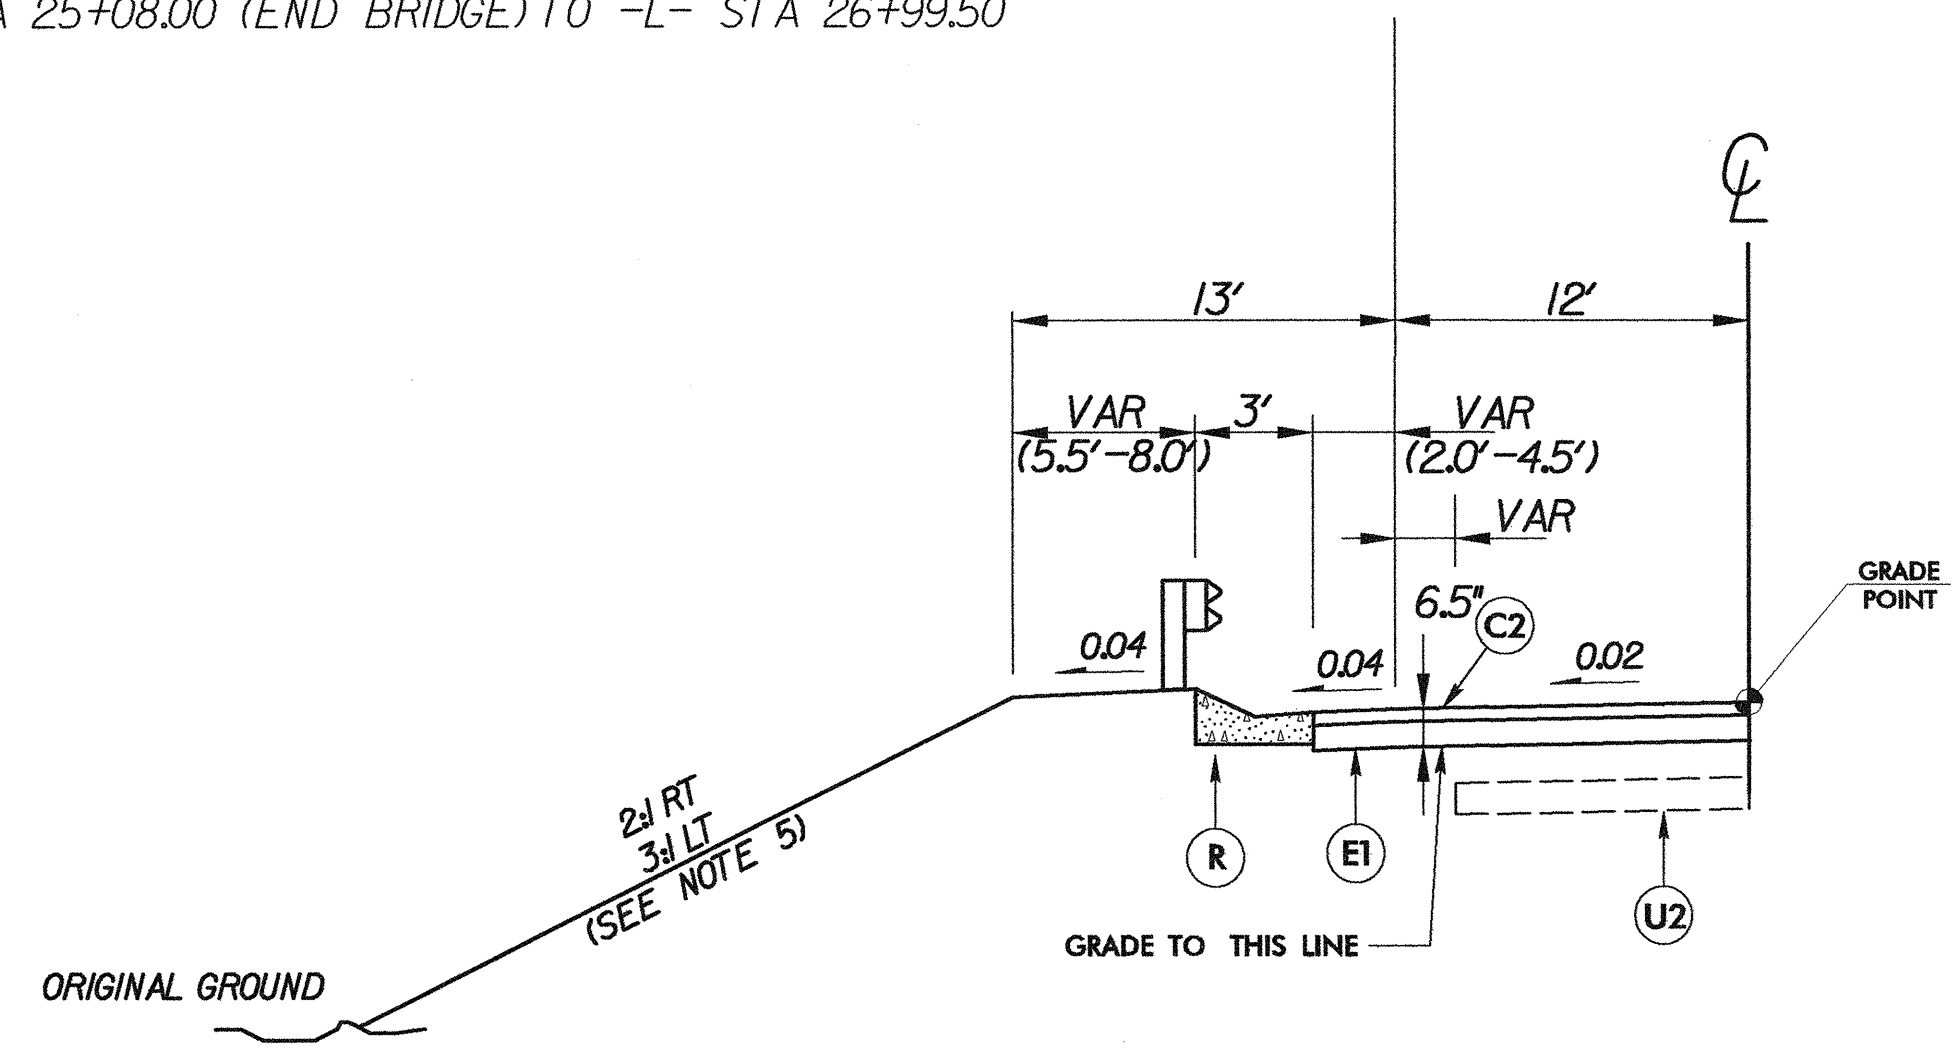 25+08.00 (END BRIDGE) TO -L- STA 26+99.50
℄
13'
12'
VAR
(5.5'-8.0')
3'
VAR
(2.0'-4.5')
VAR
GRADE
POINT
6.5"
C2
0.04
0.04
0.02
2:1 RT
3:1 LT
(SEE NOTE 5)
R
E1
U2
GRADE TO THIS LINE
ORIGINAL GROUND